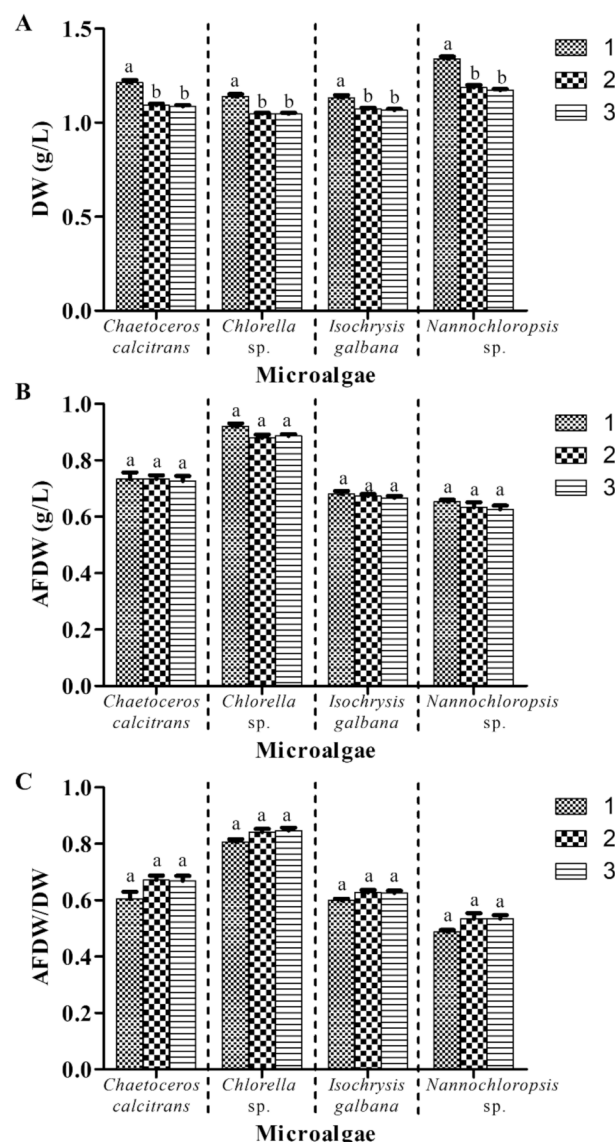 A
DW (g/L)
1.5
1.0
0.5
0.0
a b b a b b a b b a b b
1
2
3
Chaetoceros Chlorella Isochrysis Nannochloropsis
calcitrans sp. galbana sp.
Microalgae
B
AFDW (g/L)
1.0
0.8
0.6
0.4
0.2
0.0
a a a a a a a a a a a a
1
2
3
Chaetoceros Chlorella Isochrysis Nannochloropsis
calcitrans sp. galbana sp.
Microalgae
C
AFDW/DW
1.0
0.8
0.6
0.4
0.2
0.0
a a a a a a a a a a a a
1
2
3
Chaetoceros Chlorella Isochrysis Nannochloropsis
calcitrans sp. galbana sp.
Microalgae